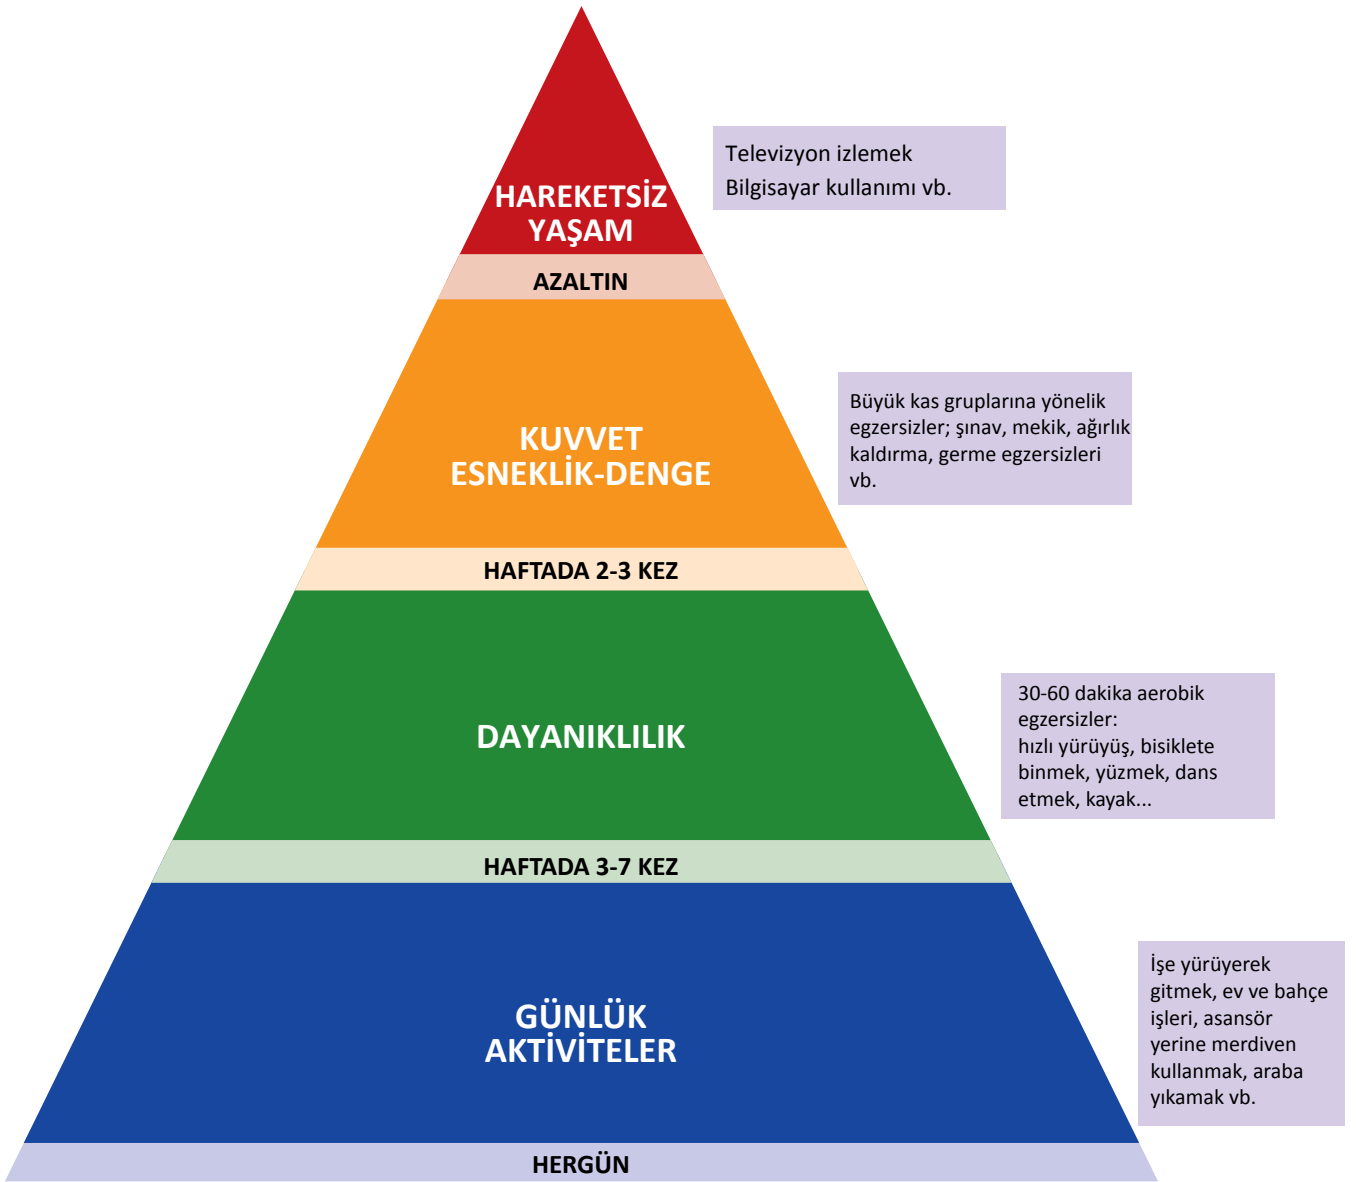 HAREKETSİZ
YAŞAM
Televizyon izlemek
Bilgisayar kullanımı vb.
AZALTIN
KUVVET
ESNEKLİK-DENGE
Büyük kas gruplarına yönelik
egzersizler; şınav, mekik, ağırlık
kaldırma, germe egzersizleri
vb.
HAFTADA 2-3 KEZ
DAYANIKLILIK
30-60 dakika aerobik
egzersizler:
hızlı yürüyüş, bisiklete
binmek, yüzmek, dans
etmek, kayak...
HAFTADA 3-7 KEZ
GÜNLÜK
AKTİVİTELER
İşe yürüyerek
gitmek, ev ve bahçe
işleri, asansör
yerine merdiven
kullanmak, araba
yıkamak vb.
HERGÜN